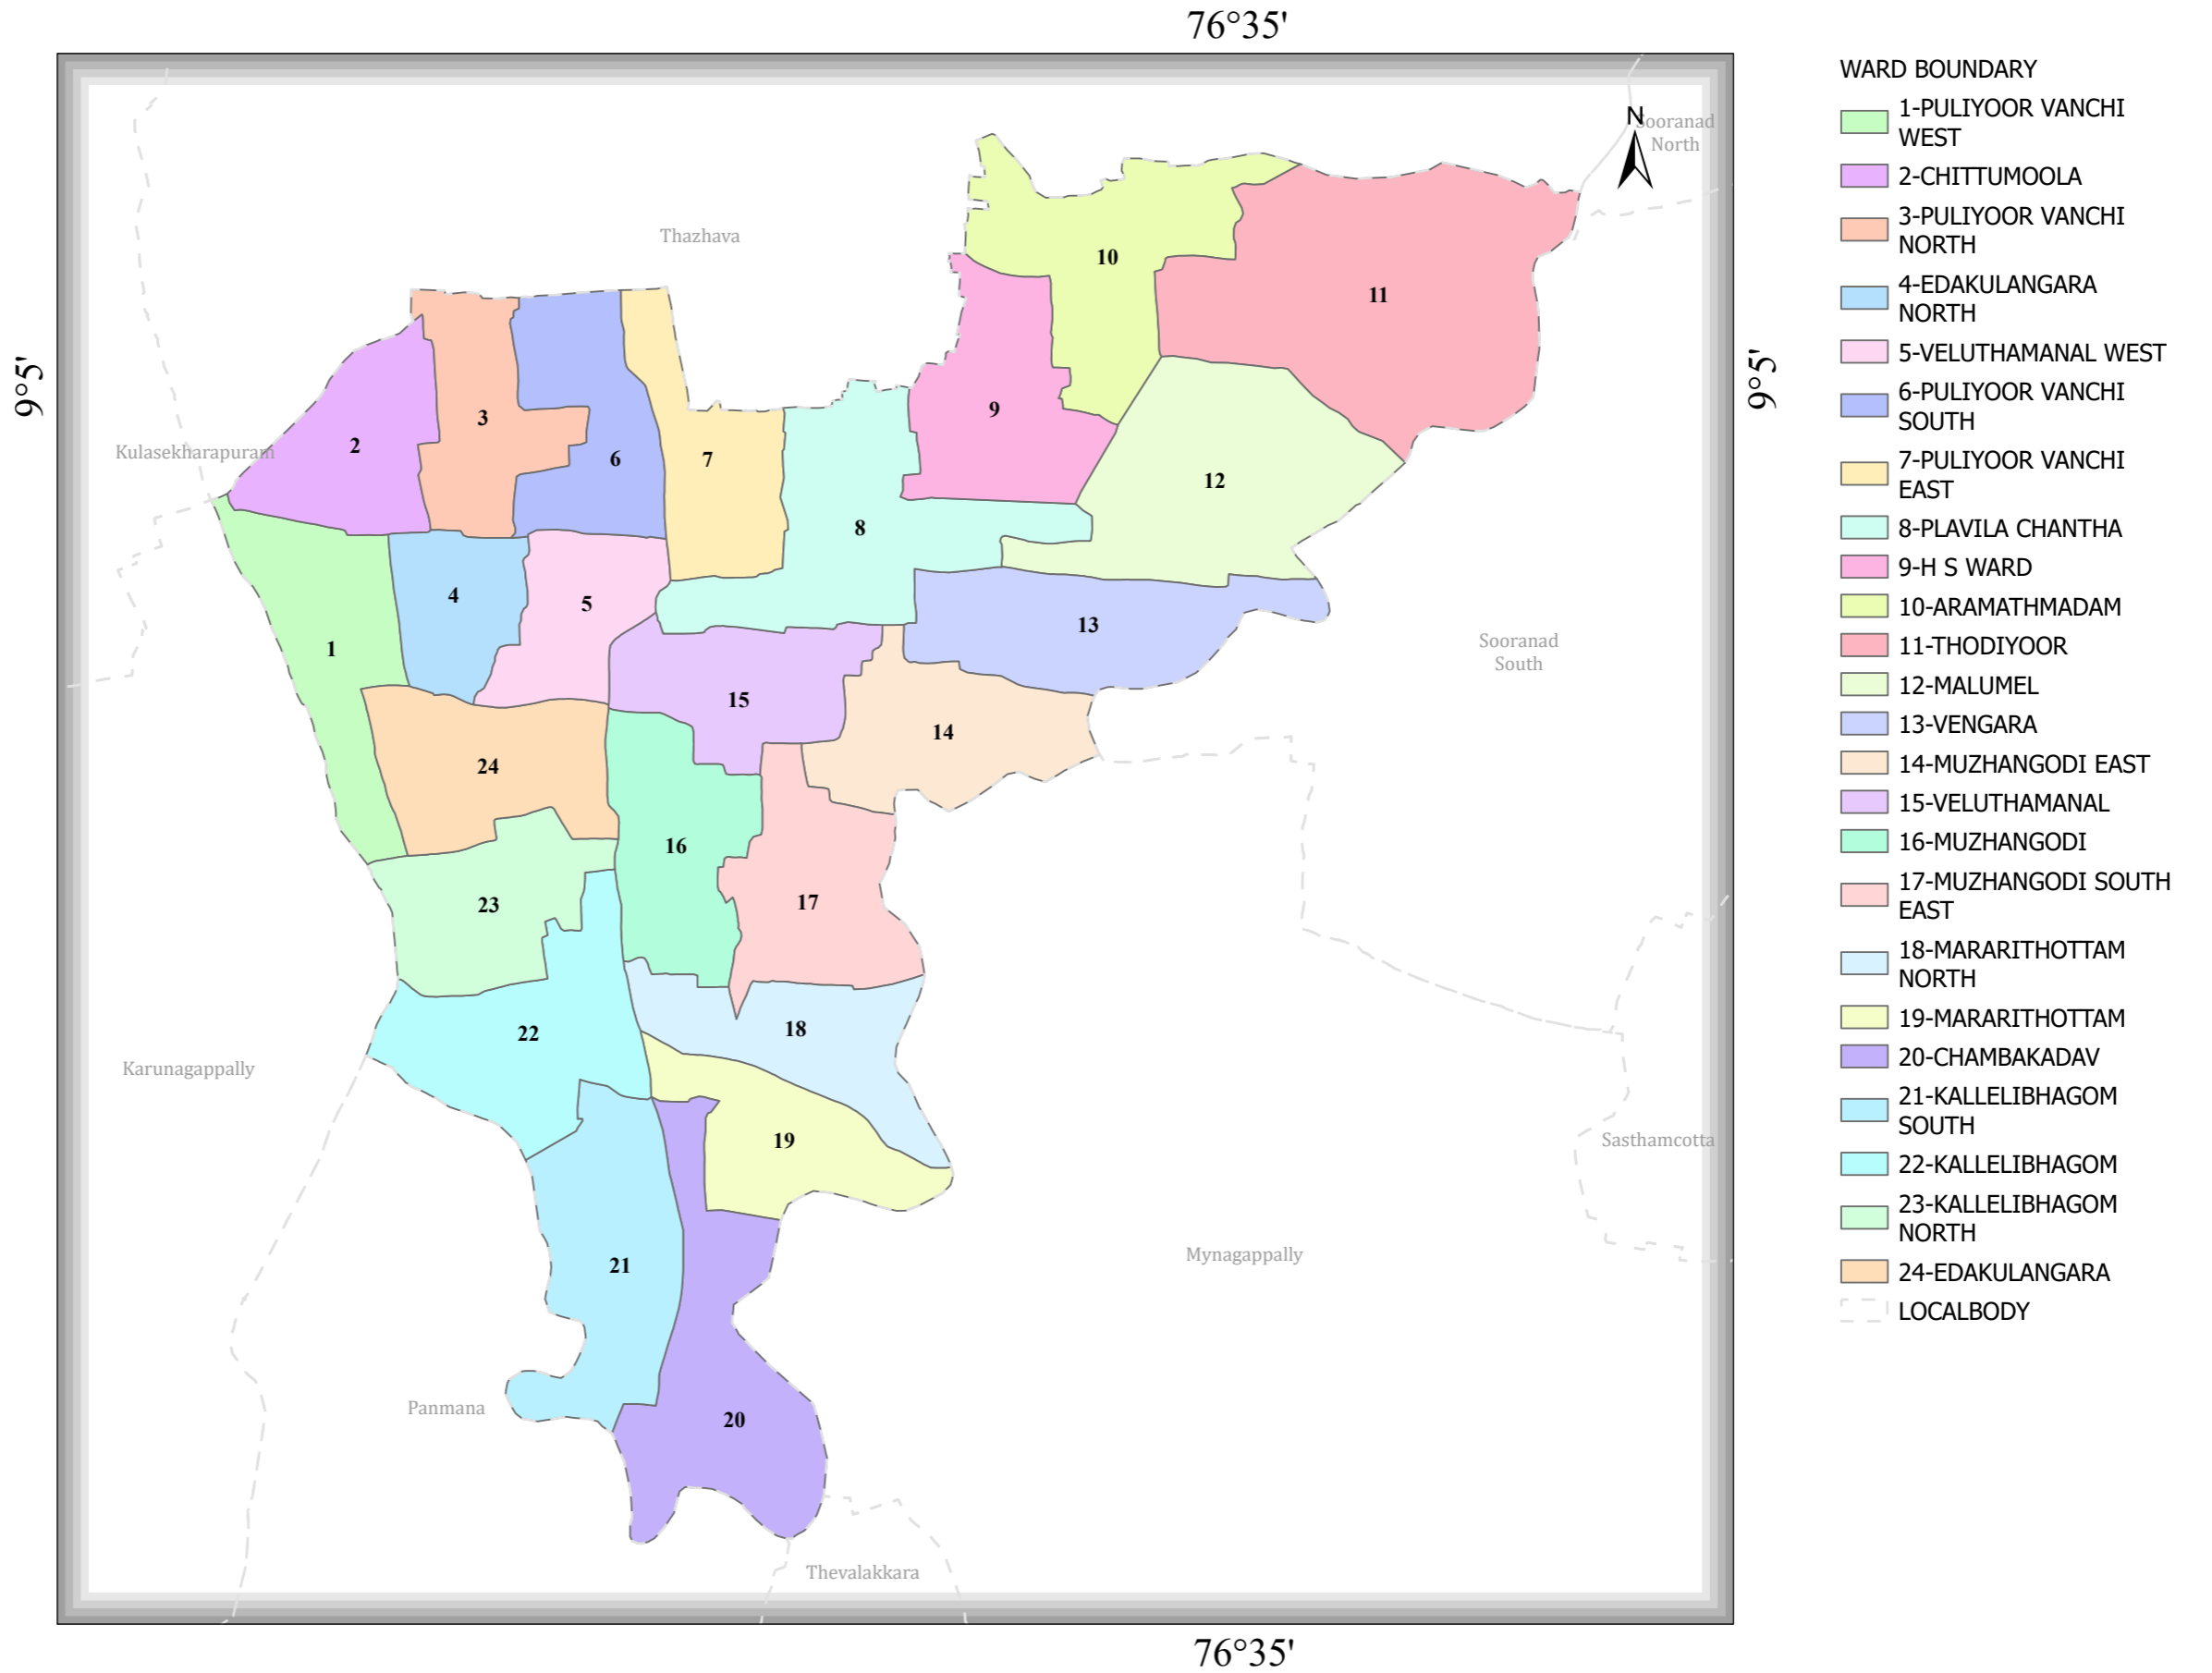 76°35'
WARD BOUNDARY
1-PULIYOOR VANCHI
WEST
2-CHITTUMOOLA
3-PULIYOOR VANCHI
NORTH
4-EDAKULANGARA
NORTH
5-VELUTHAMANAL WEST
6-PULIYOOR VANCHI
SOUTH
7-PULIYOOR VANCHI
EAST
8-PLAVILA CHANTHA
9-H S WARD
10-ARAMATHMADAM
11-THODIYOOR
12-MALUMEL
13-VENGARA
14-MUZHANGODI EAST
15-VELUTHAMANAL
16-MUZHANGODI
17-MUZHANGODI SOUTH
EAST
18-MARARITHOTTAM
NORTH
19-MARARITHOTTAM
20-CHAMBAKADAV
21-KALLELIBHAGOM
SOUTH
22-KALLELIBHAGOM
23-KALLELIBHAGOM
NORTH
24-EDAKULANGARA
LOCALBODY
N
Sooranad
North
Thazhava
10
11
9°5'
9°5'
9
3
2
Kulasekharapuram
6
7
12
8
4
5
13
1
Sooranad
South
15
14
24
16
17
23
18
22
Karunagappally
19
Sasthamcotta
Mynagappally
21
Panmana
20
Thevalakkara
76°35'